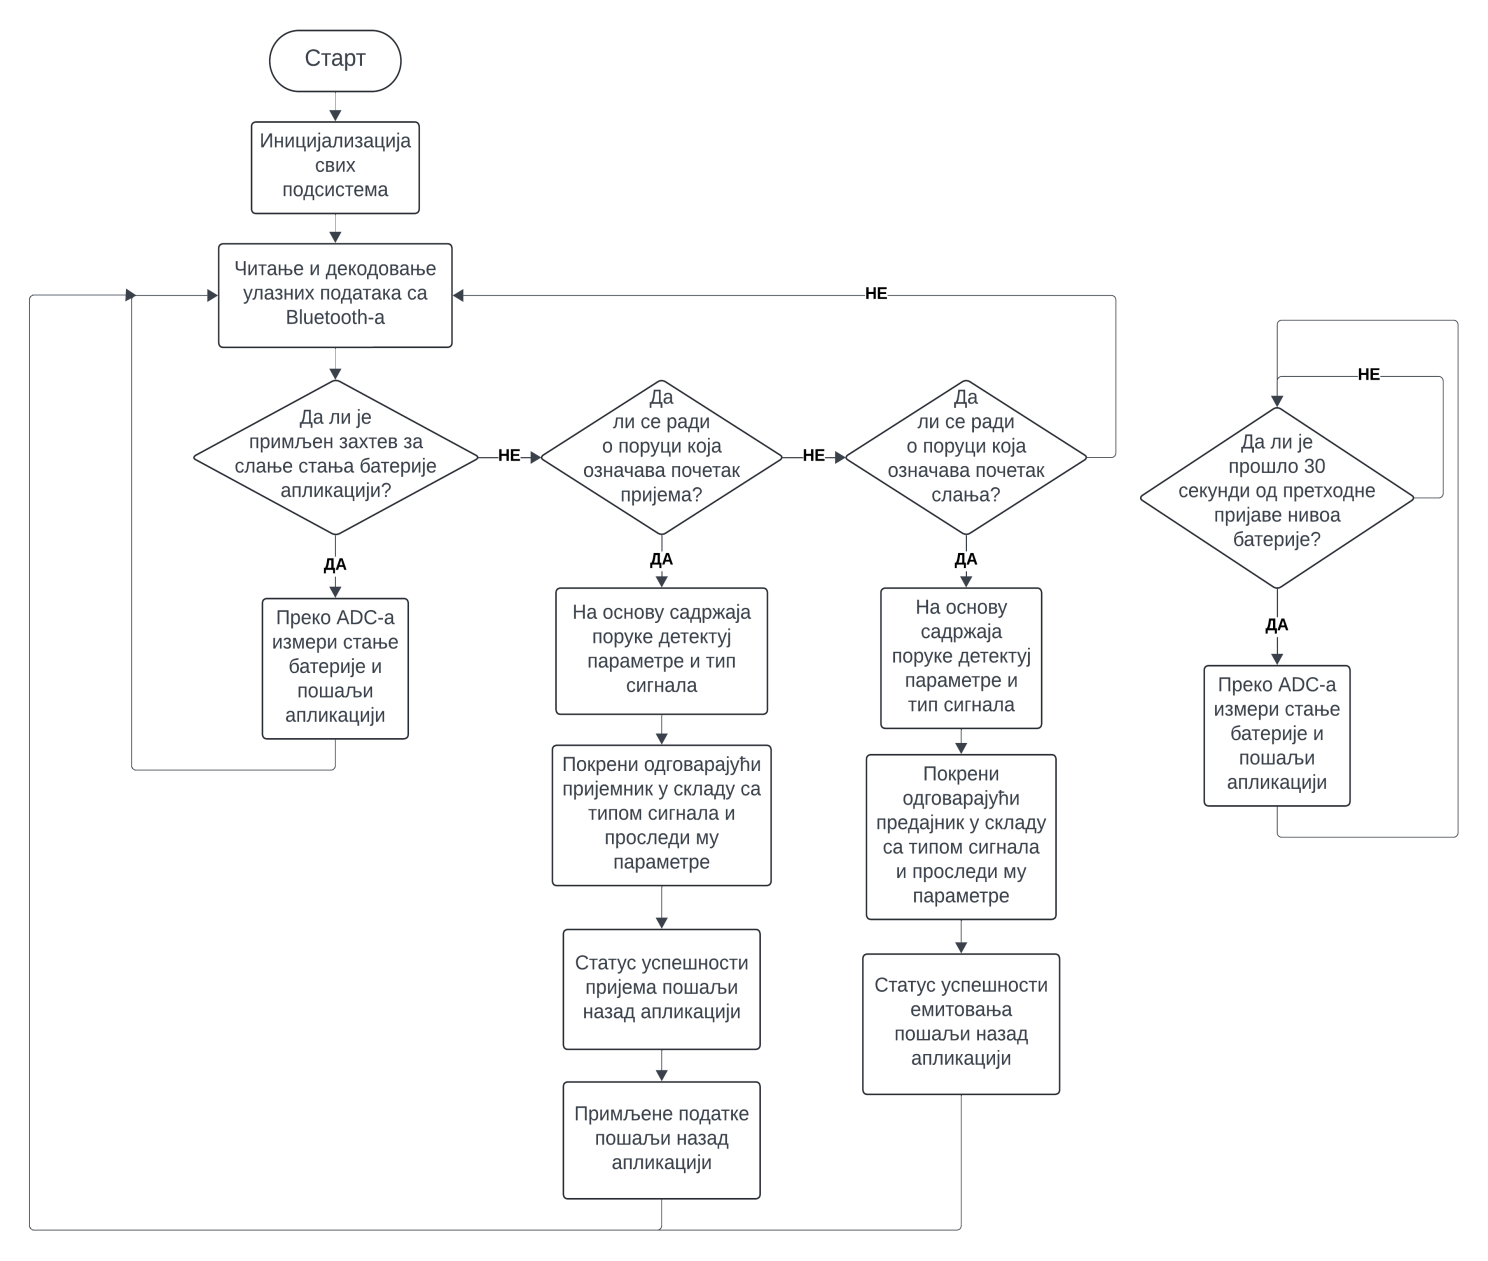 Старт
Иницијализација
свих
подсистема
Читање и декодовање
улазних података са
Bluetooth-а
НЕ
Да ли је
примљен захтев за
слање стања батерије
апликацији?
НЕ
Да
ли се ради
о поруци која
означава почетак
пријема?
НЕ
Да
ли се ради
о поруци која
означава почетак
слања?
НЕ
Да ли је
прошло 30
секунди од претходне
пријаве нивоа
батерије?
ДА
ДА
ДА
ДА
Преко ADC-а
измери стање
батерије и
пошаљи
апликацији
На основу садржаја
поруке детектуј
параметре и тип
сигнала
На основу
садржаја
поруке детектуј
параметре и
тип сигнала
Преко ADC-а
измери стање
батерије и
пошаљи
апликацији
Покрени одговарајући
пријемник у складу са
типом сигнала и
проследи му
параметре
Покрени
одговарајући
предајник у складу
са типом сигнала
и проследи му
параметре
Статус успешности
пријема пошаљи
назад апликацији
Статус успешности
емитовања
пошаљи назад
апликацији
Примљене податке
пошаљи назад
апликацији